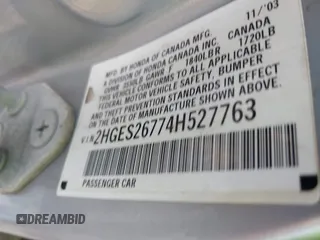 MFD. BY HONDA OF CANADA MFG. 11/'03
A DIVISION OF HONDA CANADA INC. CANADA
GAWR F 1840LBR 1720LB
THIS VEHICLE CONFORMS TO ALL APPLICABLE
FEDERAL MOTOR VEHICLE SAFETY, BUMPER
AND THEFT PREVENTION STANDARDS IN EFFECT
ON THE DATE OF MANUFACTURE SHOWN ABOVE.
V.I.N. 2HGES26774H527763
PASSENGER CAR
DREAMBID